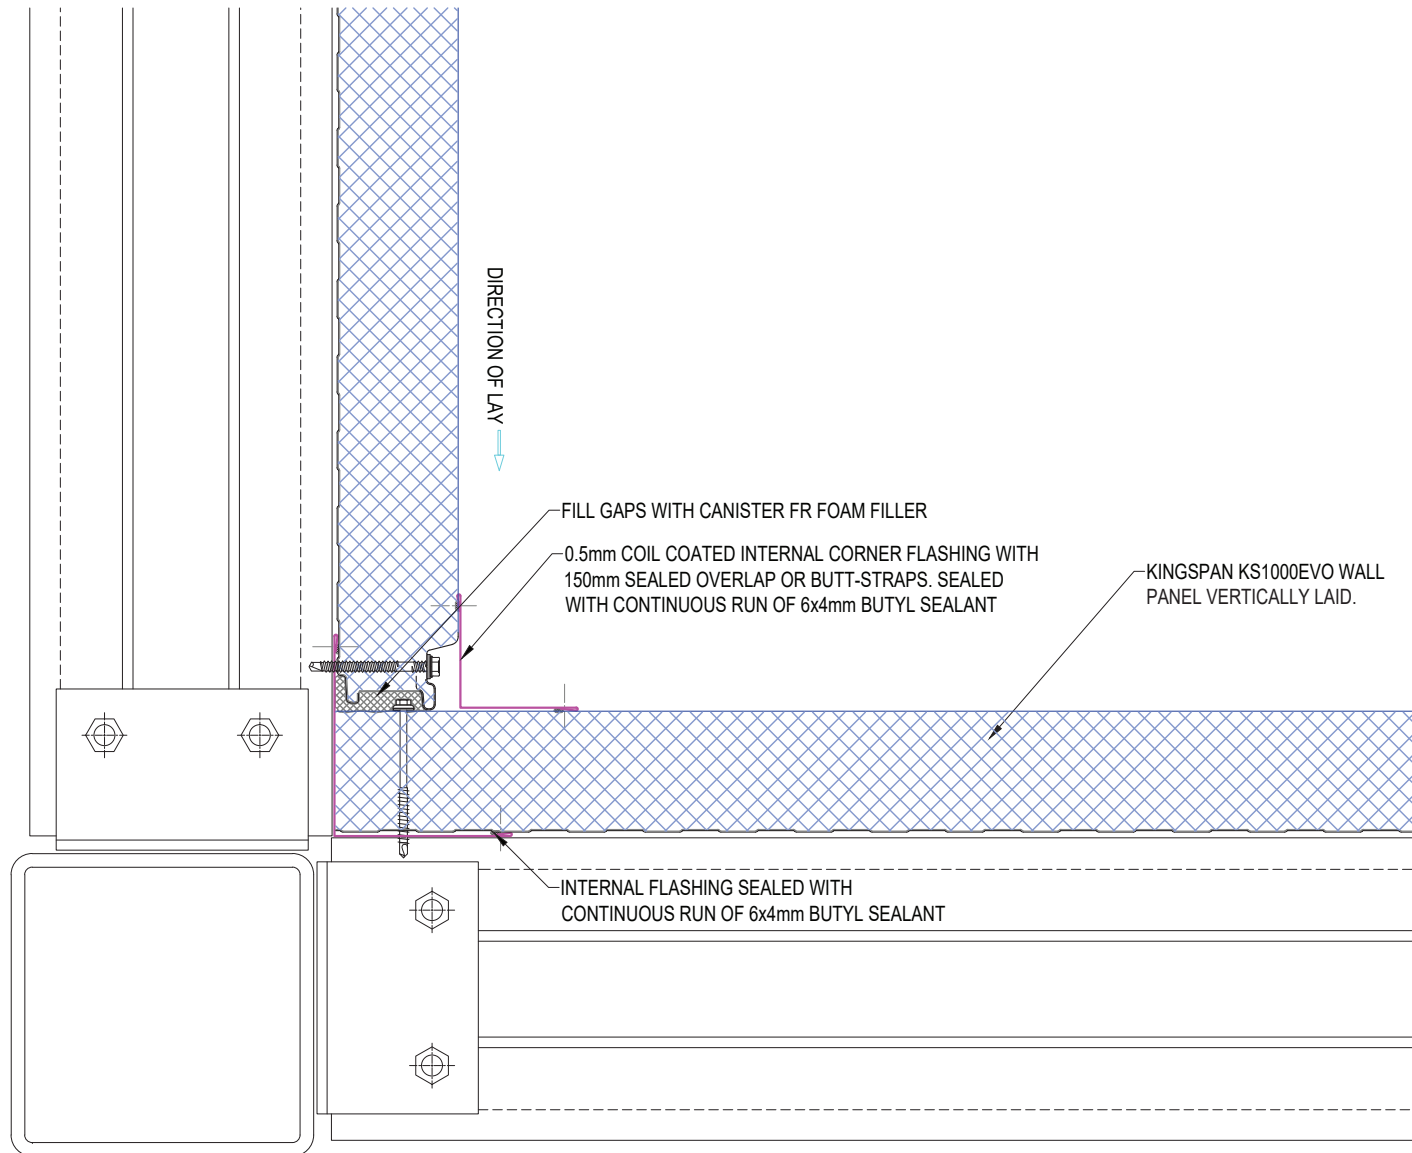 DIRECTION OF LAY
FILL GAPS WITH CANISTER FR FOAM FILLER
0.5mm COIL COATED INTERNAL CORNER FLASHING WITH
150mm SEALED OVERLAP OR BUTT-STRAPS. SEALED
WITH CONTINUOUS RUN OF 6x4mm BUTYL SEALANT
KINGSPAN KS1000EVO WALL
PANEL VERTICALLY LAID.
INTERNAL FLASHING SEALED WITH
CONTINUOUS RUN OF 6x4mm BUTYL SEALANT